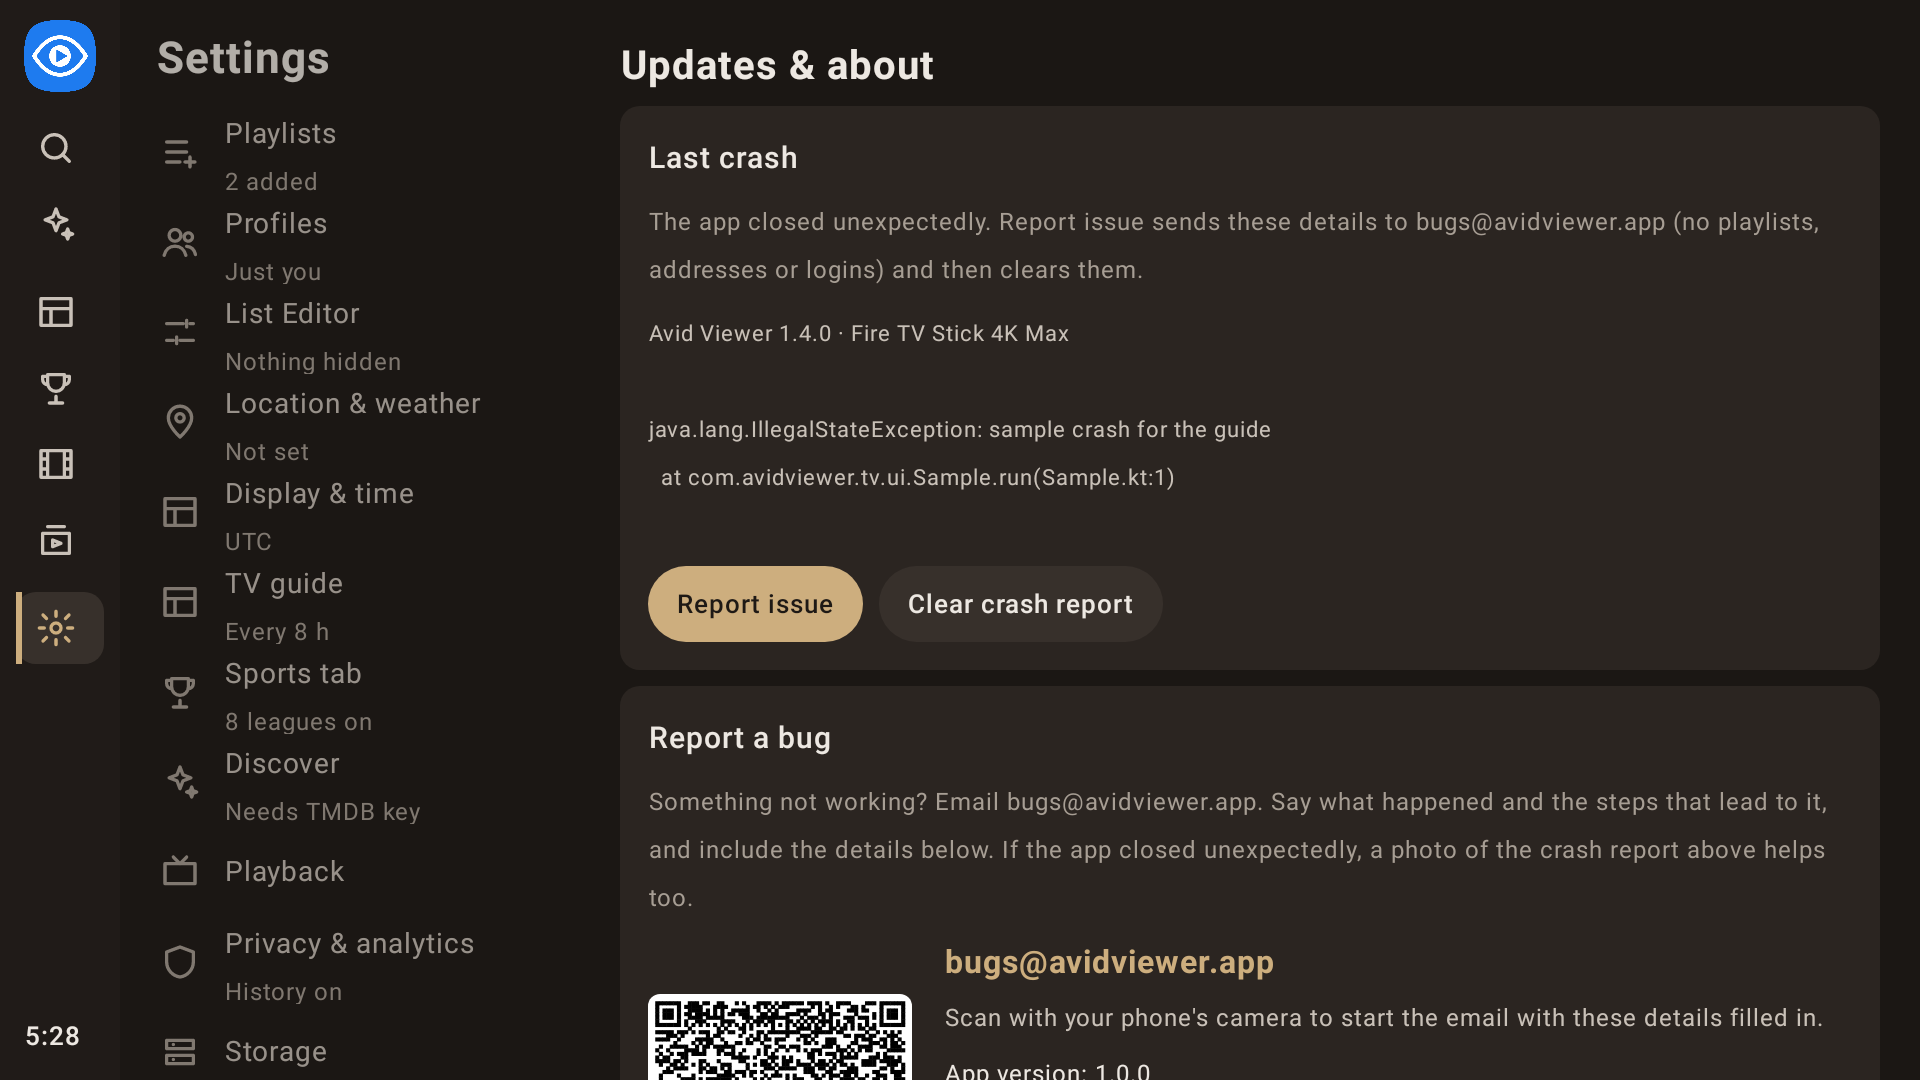 Settings
Playlists
2 added
Profiles
Just you
List Editor
Nothing hidden
Location & weather
Not set
Display & time
UTC
TV guide
Every 8 h
Sports tab
8 leagues on
Discover
Needs TMDB key
Playback
Privacy & analytics
History on
Storage
5:28
Updates & about
Last crash
The app closed unexpectedly. Report issue sends these details to bugs@avidviewer.app (no playlists,
addresses or logins) and then clears them.
Avid Viewer 1.4.0 · Fire TV Stick 4K Max
java.lang.IllegalStateException: sample crash for the guide
at com.avidviewer.tv.ui.Sample.run(Sample.kt:1)
Report issue
Clear crash report
Report a bug
Something not working? Email bugs@avidviewer.app. Say what happened and the steps that lead to it,
and include the details below. If the app closed unexpectedly, a photo of the crash report above helps
too.
bugs@avidviewer.app
Scan with your phone's camera to start the email with these details filled in.
App version: 1.0.0